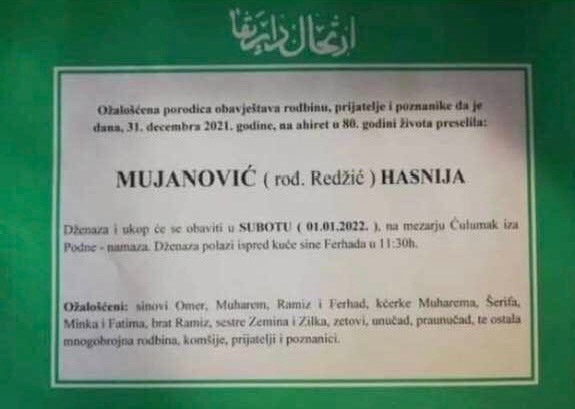 ارتحال دار بقا
Ožalošćena porodica obavještava rodbinu, prijatelje i poznanike da je
dana, 31. decembra 2021. godine, na ahiret u 80. godini života preselila:
MUJANOVIĆ ( rođ. Redžić ) HASNIJA
Dženaza i ukop će se obaviti u SUBOTU ( 01.01.2022. ), na mezarju Ćulumak iza
Podne - namaza. Dženaza polazi ispred kuće sine Ferhada u 11:30h.
Ožalošćeni: sinovi Omer, Muharem, Ramiz i Ferhad, kćerke Muharema, Šerifa,
Minka i Fatima, brat Ramiz, sestre Zemina i Zilka, zetovi, unučad, praunučad, te ostala
mnogobrojna rodbina, komšije, prijatelji i poznanici.